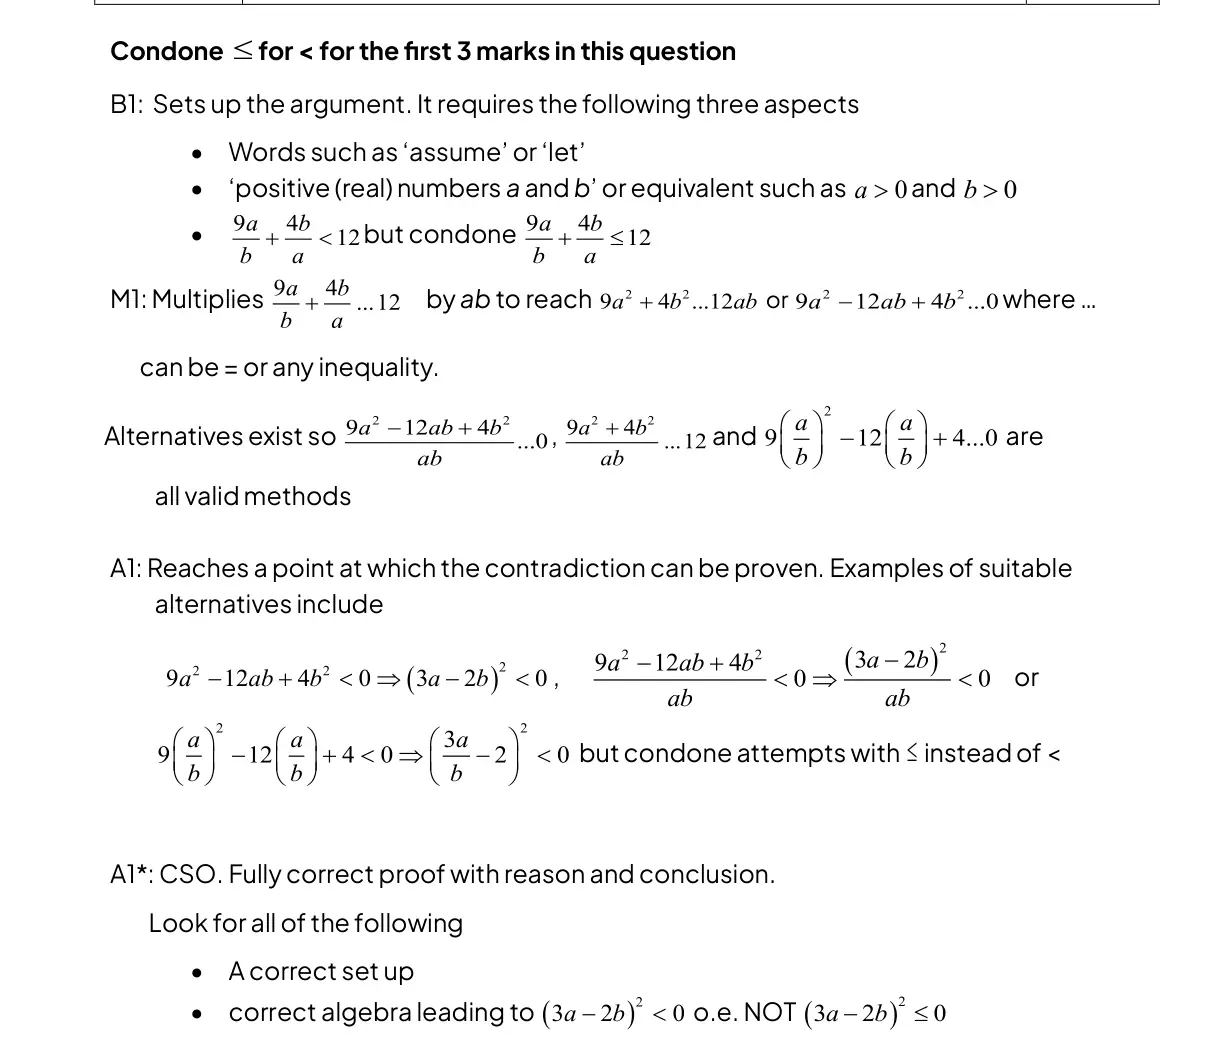 Condone ≤ for < for the first 3 marks in this question
B1: Sets up the argument. It requires the following three aspects
• Words such as ‘assume’ or ‘let’
• ‘positive (real) numbers a and b’ or equivalent such as a > 0 and b > 0
• 9a/b + 4b/a < 12 but condone 9a/b + 4b/a ≤ 12
M1: Multiplies 9a/b + 4b/a ... 12 by ab to reach 9a² + 4b² ... 12ab or 9a² − 12ab + 4b² ... 0 where ...
can be = or any inequality.
Alternatives exist so (9a² − 12ab + 4b²)/ab ... 0, (9a² + 4b²)/ab ... 12 and 9(a/b)² − 12(a/b) + 4 ... 0 are
all valid methods
A1: Reaches a point at which the contradiction can be proven. Examples of suitable
alternatives include
9a² − 12ab + 4b² < 0 ⇒ (3a − 2b)² < 0, (9a² − 12ab + 4b²)/ab < 0 ⇒ (3a − 2b)²/ab < 0 or
9(a/b)² − 12(a/b) + 4 < 0 ⇒ (3a/b − 2)² < 0 but condone attempts with ≤ instead of <
A1*: CSO. Fully correct proof with reason and conclusion.
Look for all of the following
• A correct set up
• correct algebra leading to (3a − 2b)² < 0 o.e. NOT (3a − 2b)² ≤ 0